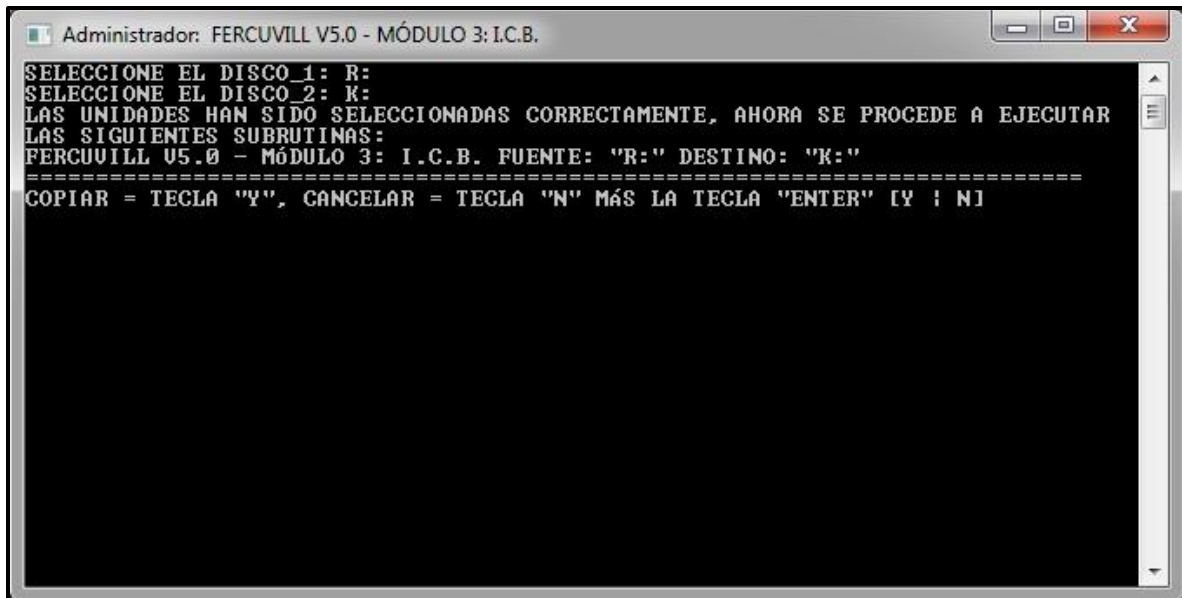 Administrador: FERCUVILL V5.0 - MÓDULO 3: I.C.B.
SELECCIONE EL DISCO_1: R:
SELECCIONE EL DISCO_2: K:
LAS UNIDADES HAN SIDO SELECCIONADAS CORRECTAMENTE, AHORA SE PROCEDE A EJECUTAR
LAS SIGUIENTES SUBRUTINAS:
FERCUVILL V5.0 - MóDULO 3: I.C.B. FUENTE: "R:" DESTINO: "K:"
==============================================================================
COPIAR = TECLA "Y", CANCELAR = TECLA "N" MáS LA TECLA "ENTER" [Y ¦ N]